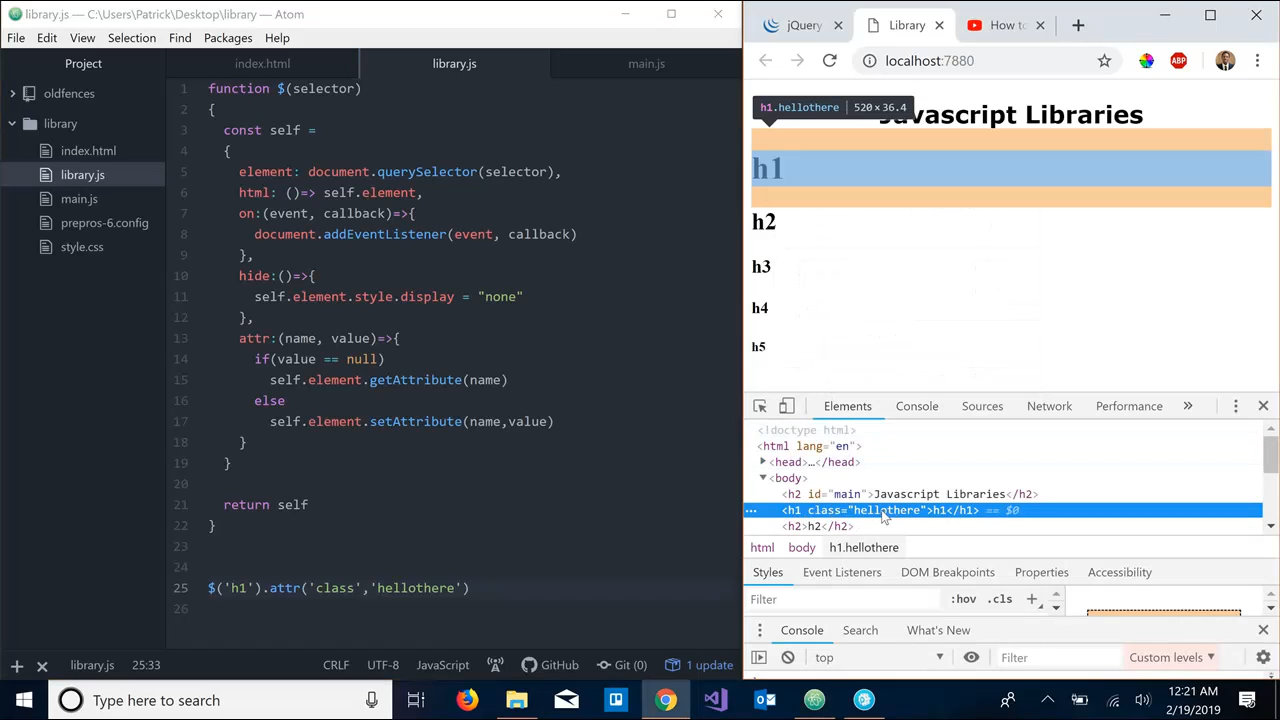 library.js — C:\Users\Patrick\Desktop\library — Atom
File Edit View Selection Find Packages Help
Project
oldfences
library
index.html
library.js
main.js
prepros-6.config
style.css
index.html library.js main.js
1 function $(selector)
2 {
3 const self =
4 {
5 element: document.querySelector(selector),
6 html: ()=> self.element,
7 on:(event, callback)=>{
8 document.addEventListener(event, callback)
9 },
10 hide:()=>{
11 self.element.style.display = "none"
12 },
13 attr:(name, value)=>{
14 if(value == null)
15 self.element.getAttribute(name)
16 else
17 self.element.setAttribute(name,value)
18 }
19 }
20
21 return self
22 }
23
24
25 $('h1').attr('class','hellothere')
26
library.js 25:33 CRLF UTF-8 JavaScript GitHub Git (0) 1 update
jQuery Library How to
localhost:7880
ABP
h1.hellothere 520×36.4
Javascript Libraries
h1
h2
h3
h4
h5
Elements Console Sources Network Performance »
<!doctype html>
<html lang="en">
<head>…</head>
<body>
<h2 id="main">Javascript Libraries</h2>
<h1 class="hellothere">h1</h1> == $0
<h2>h2</h2>
html body h1.hellothere
Styles Event Listeners DOM Breakpoints Properties Accessibility
Filter :hov .cls +
Console Search What's New
top Filter Custom levels
Type here to search
12:21 AM
2/19/2019